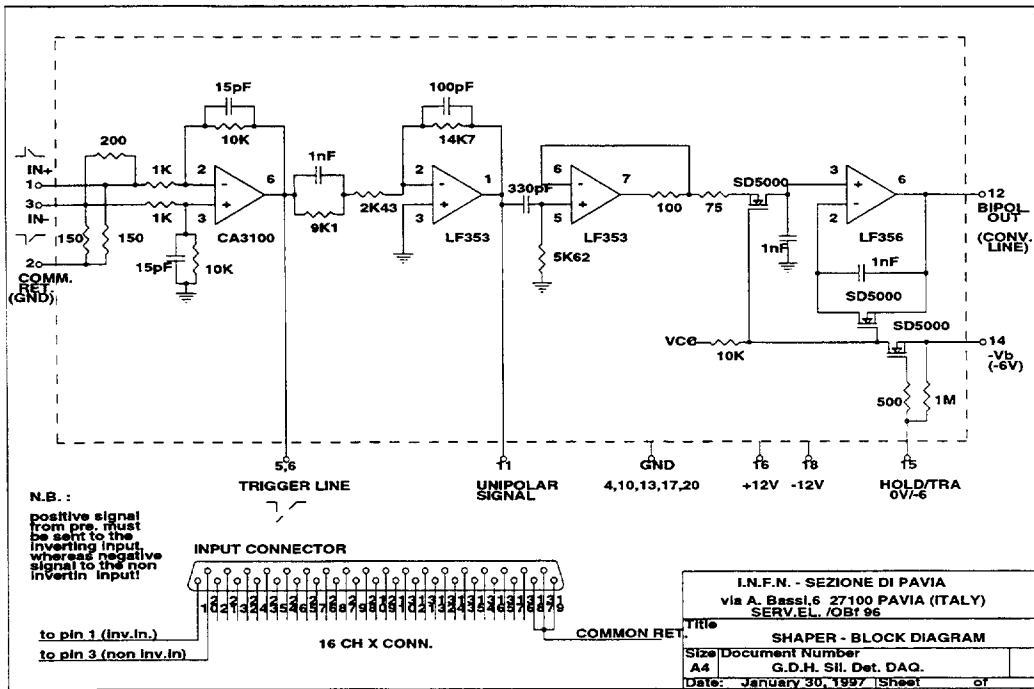 15pF
100pF
200
10K
14K7
IN+
1
1K
2
6
1nF
2
1
330pF
6
7
SD5000
3
6
12
BIPOL.
OUT
(CONV.
LINE)
3
IN-
1K
3
CA3100
9K1
2K43
3
LF353
5
LF353
100
75
1nF
2
LF356
150
150
2
COMM.
RET.
(GND)
15pF
10K
5K62
1nF
SD5000
SD5000
VCC
10K
14
-Vb
(-6V)
500
1M
5,6
TRIGGER LINE
11
UNIPOLAR
SIGNAL
GND
4,10,13,17,20
16
+12V
18
-12V
15
HOLD/TRA
0V/-6
N.B. :
positive signal
from pre. must
be sent to the
inverting input,
whereas negative
signal to the non
invertin input!
INPUT CONNECTOR
to pin 1 (inv.in.)
to pin 3 (non inv.in)
16 CH X CONN.
COMMON RET.
I.N.F.N. - SEZIONE DI PAVIA
via A. Bassi,6 27100 PAVIA (ITALY)
SERV.EL. /OBf 96
Title
SHAPER - BLOCK DIAGRAM
Size Document Number
A4 G.D.H. Sil. Det. DAQ.
Date: January 30, 1997 Sheet of